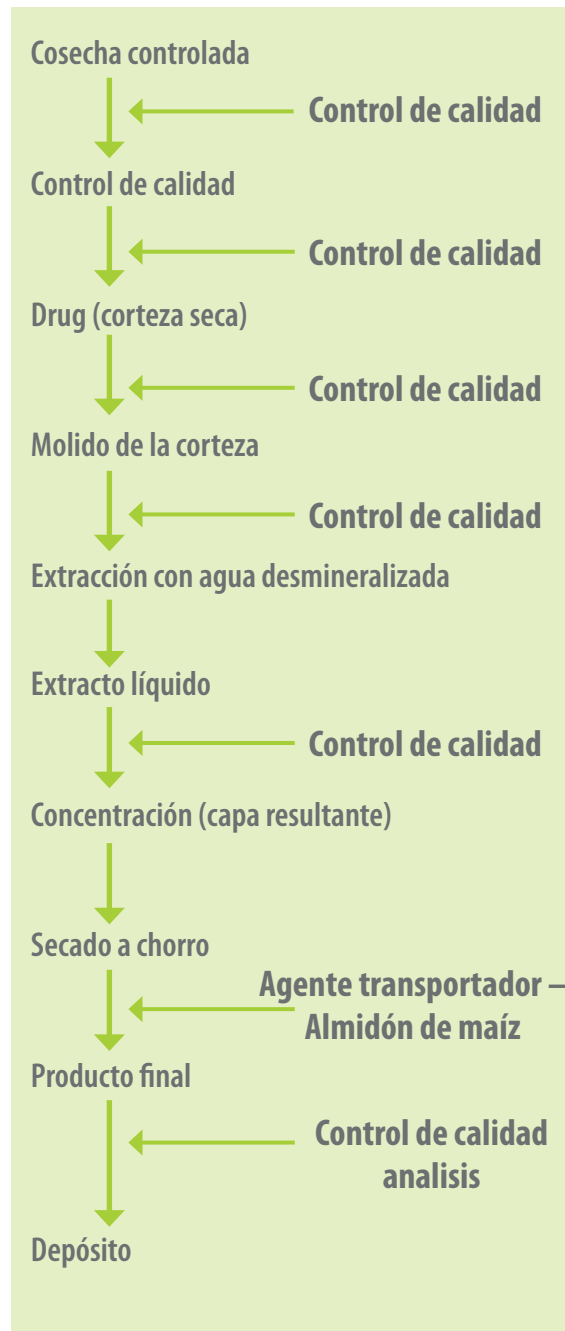 Cosecha controlada
Control de calidad
Control de calidad
Control de calidad
Drug (corteza seca)
Control de calidad
Molido de la corteza
Control de calidad
Extracción con agua desmineralizada
Extracto líquido
Control de calidad
Concentración (capa resultante)
Secado a chorro
Agente transportador –
Almidón de maíz
Producto final
Control de calidad
analisis
Depósito